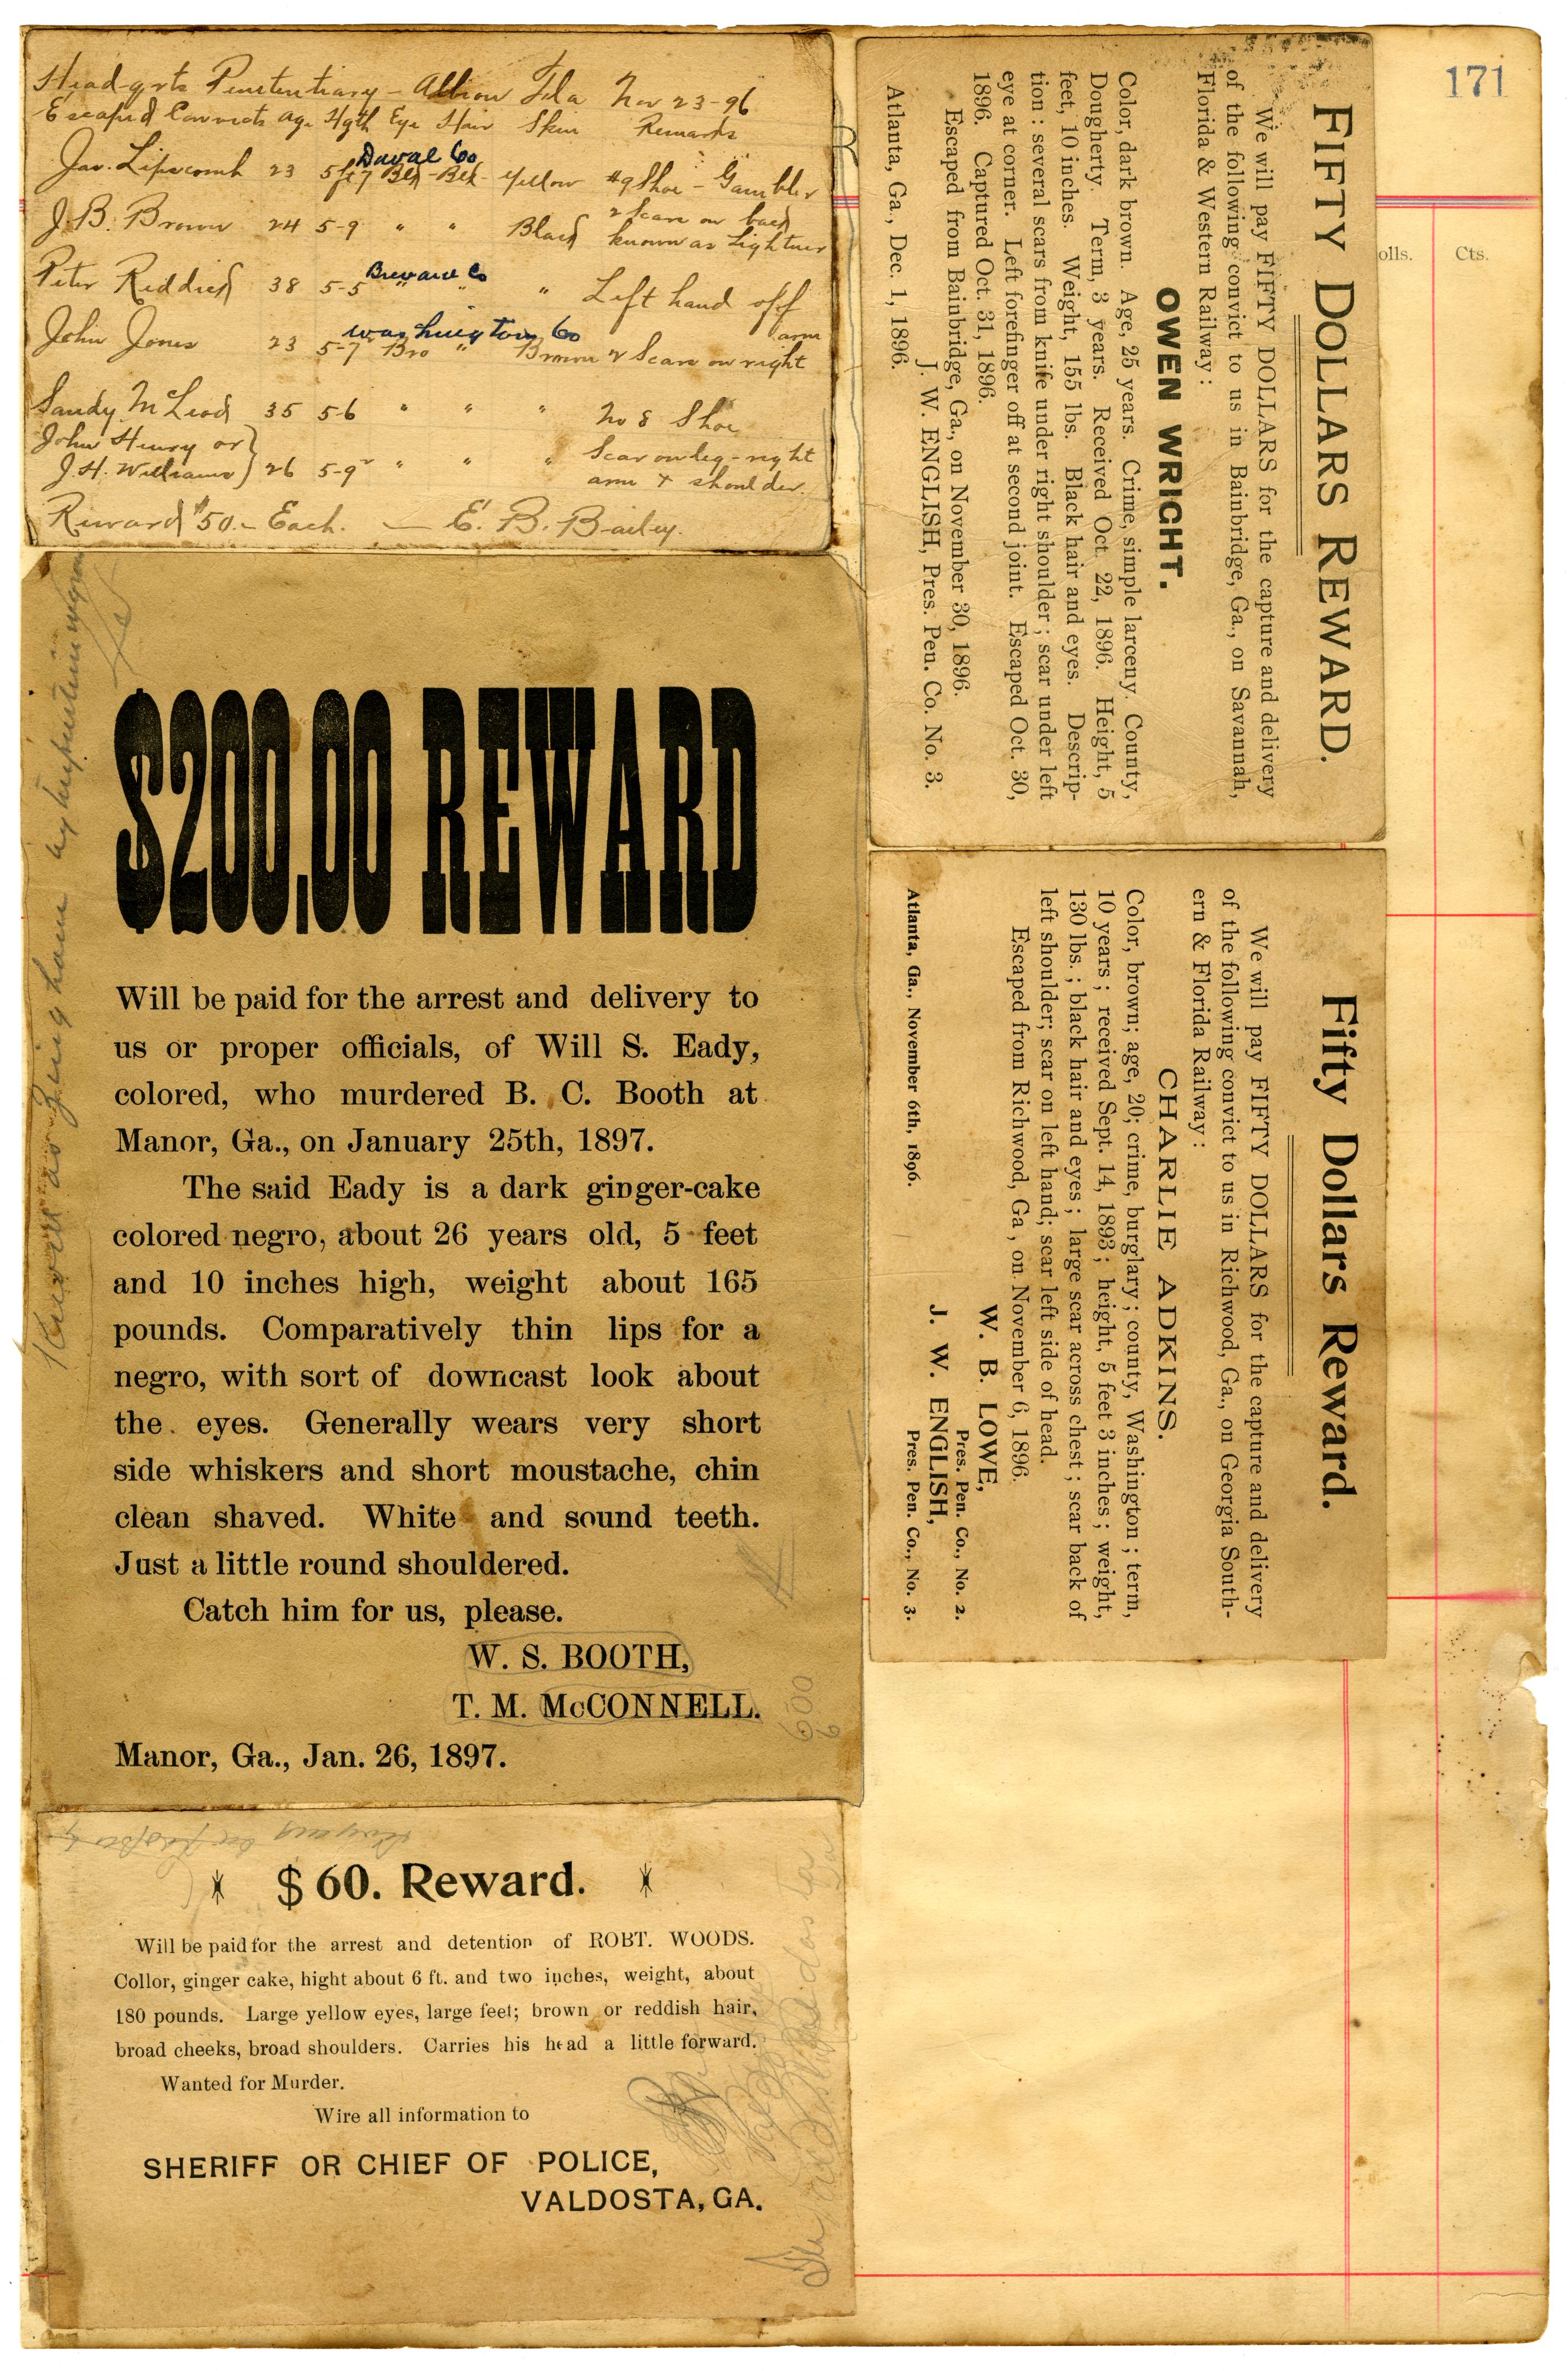 171
olls. Cts.
Head-qrts Penitentiary - Albion Fla Nov 23-96
Escaped Convicts Age Hgth Eye Hair Skin Remarks
Duval Co
Jas. Lipscomb 23 5ft7 Blk - Blk - Yellow #9 Shoe - Gambler
J. B. Brown 24 5-9 " " Black 2 Scars on back
known as Lightner
Brevard Co
Peter Reddick 38 5-5 " " " Left hand off
Washington Co
John Jones 23 5-7 Bro " Brown 2 Scars on right arm
Sandy McLeod 35 5-6 " " " No 8 Shoe
John Henry or }
J. H. Williams } 26 5-9 " " " Scar on leg - right
arm & shoulder.
Reward $50.- Each. — E. B. Bailey.
FIFTY DOLLARS REWARD.
We will pay FIFTY DOLLARS for the capture and delivery
of the following convict to us in Bainbridge, Ga., on Savannah,
Florida & Western Railway:
OWEN WRIGHT.
Color, dark brown. Age, 25 years. Crime, simple larceny. County,
Dougherty. Term, 3 years. Received Oct. 22, 1896. Height, 5
feet, 10 inches. Weight, 155 lbs. Black hair and eyes. Descrip-
tion: several scars from knife under right shoulder; scar under left
eye at corner. Left forefinger off at second joint. Escaped Oct. 30,
1896. Captured Oct. 31, 1896.
Escaped from Bainbridge, Ga., on November 30, 1896.
J. W. ENGLISH, Pres. Pen. Co. No. 3.
Atlanta, Ga., Dec. 1, 1896.
Fifty Dollars Reward.
We will pay FIFTY DOLLARS for the capture and delivery
of the following convict to us in Richwood, Ga., on Georgia South-
ern & Florida Railway:
CHARLIE ADKINS.
Color, brown; age, 20; crime, burglary; county, Washington; term,
10 years; received Sept. 14, 1893; height, 5 feet 3 inches; weight,
130 lbs.; black hair and eyes; large scar across chest; scar back of
left shoulder; scar on left hand; scar left side of head.
Escaped from Richwood, Ga, on November 6, 1896.
W. B. LOWE,
Pres. Pen. Co., No. 2.
J. W. ENGLISH,
Pres. Pen. Co., No. 3.
Atlanta, Ga., November 6th, 1896.
$200.00 REWARD
Will be paid for the arrest and delivery to
us or proper officials, of Will S. Eady,
colored, who murdered B. C. Booth at
Manor, Ga., on January 25th, 1897.
The said Eady is a dark ginger-cake
colored negro, about 26 years old, 5 feet
and 10 inches high, weight about 165
pounds. Comparatively thin lips for a
negro, with sort of downcast look about
the eyes. Generally wears very short
side whiskers and short moustache, chin
clean shaved. White and sound teeth.
Just a little round shouldered.
Catch him for us, please.
W. S. BOOTH,
T. M. McCONNELL.
Manor, Ga., Jan. 26, 1897.
600
$60. Reward.
Will be paid for the arrest and detention of ROBT. WOODS.
Collor, ginger cake, hight about 6 ft. and two inches, weight, about
180 pounds. Large yellow eyes, large feet; brown or reddish hair,
broad cheeks, broad shoulders. Carries his head a little forward.
Wanted for Murder.
Wire all information to
SHERIFF OR CHIEF OF POLICE,
VALDOSTA, GA.